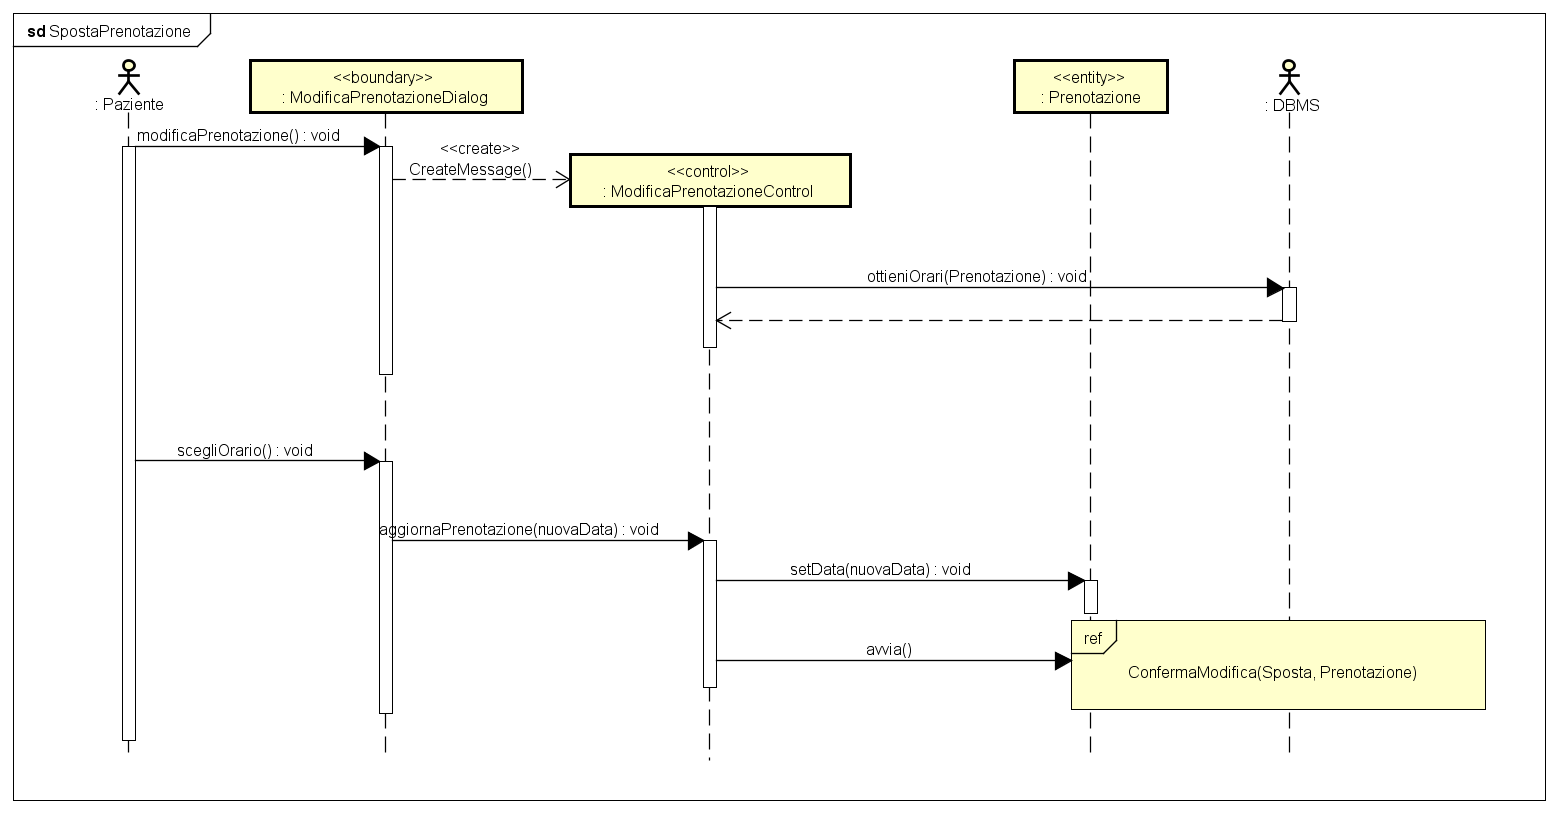 sd SpostaPrenotazione
: Paziente
<<boundary>>
: ModificaPrenotazioneDialog
<<entity>>
: Prenotazione
: DBMS
modificaPrenotazione() : void
<<create>>
CreateMessage()
<<control>>
: ModificaPrenotazioneControl
ottieniOrari(Prenotazione) : void
scegliOrario() : void
aggiornaPrenotazione(nuovaData) : void
setData(nuovaData) : void
ref
avvia()
ConfermaModifica(Sposta, Prenotazione)